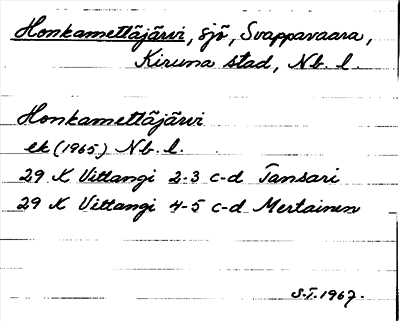 Honkamettäjärvi, sjö, Svappavaara,
Kiruna stad, Nb. l.
Honkamettäjärvi
ek (1965) Nb. l.
29 K Vittangi 2-3 c-d Tansari
29 K Vittangi 4-5 c-d Mertainen
S.I. 1967.